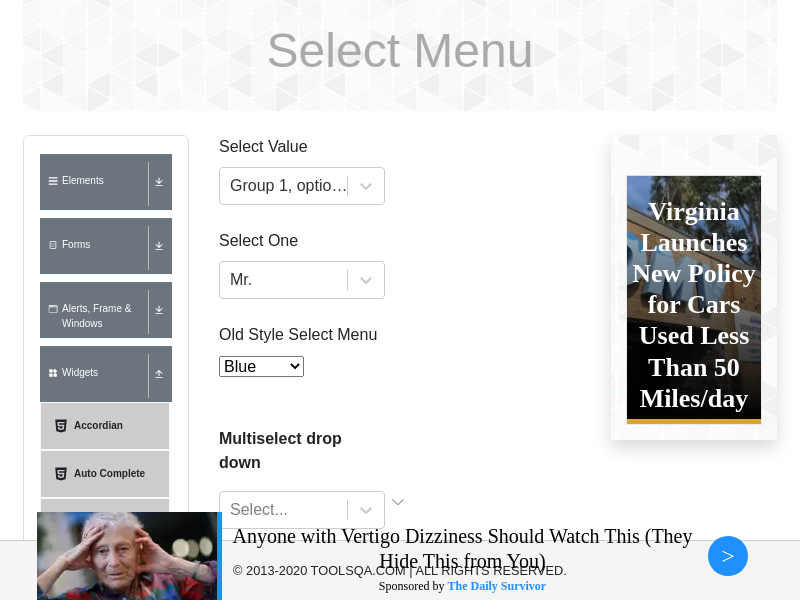 Select Menu
Elements
Forms
Alerts, Frame &
Windows
Widgets
Accordian
Auto Complete
Select Value
Group 1, optio…
Select One
Mr.
Old Style Select Menu
Blue
Multiselect drop
down
Select...
Virginia
Launches
New Policy
for Cars
Used Less
Than 50
Miles/day
Anyone with Vertigo Dizziness Should Watch This (They
Hide This from You)
© 2013-2020 TOOLSQA.COM | ALL RIGHTS RESERVED.
Sponsored by The Daily Survivor
>